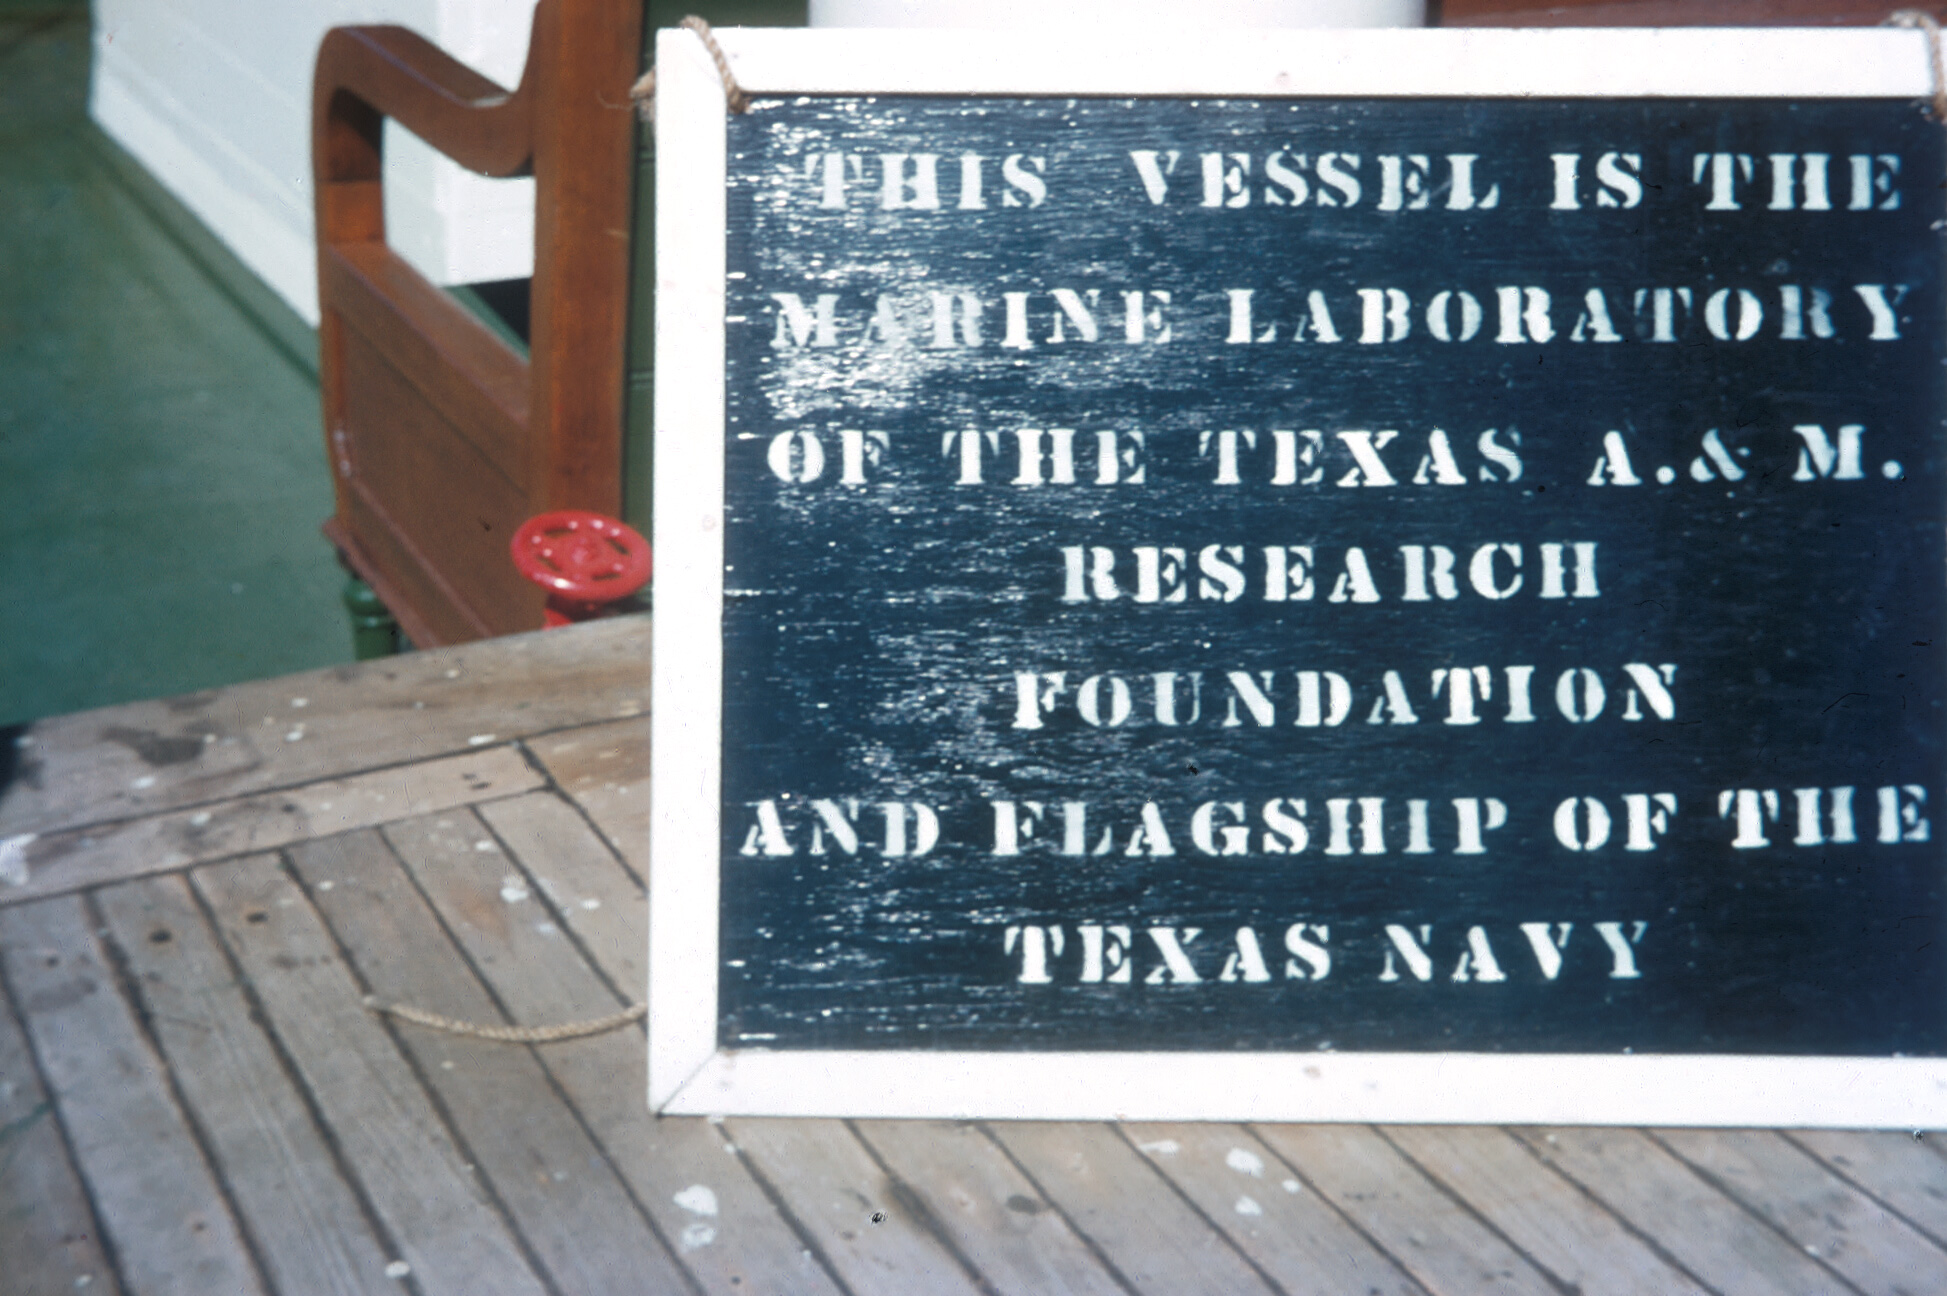 THIS VESSEL IS THE
MARINE LABORATORY
OF THE TEXAS A.& M.
RESEARCH
FOUNDATION
AND FLAGSHIP OF THE
TEXAS NAVY